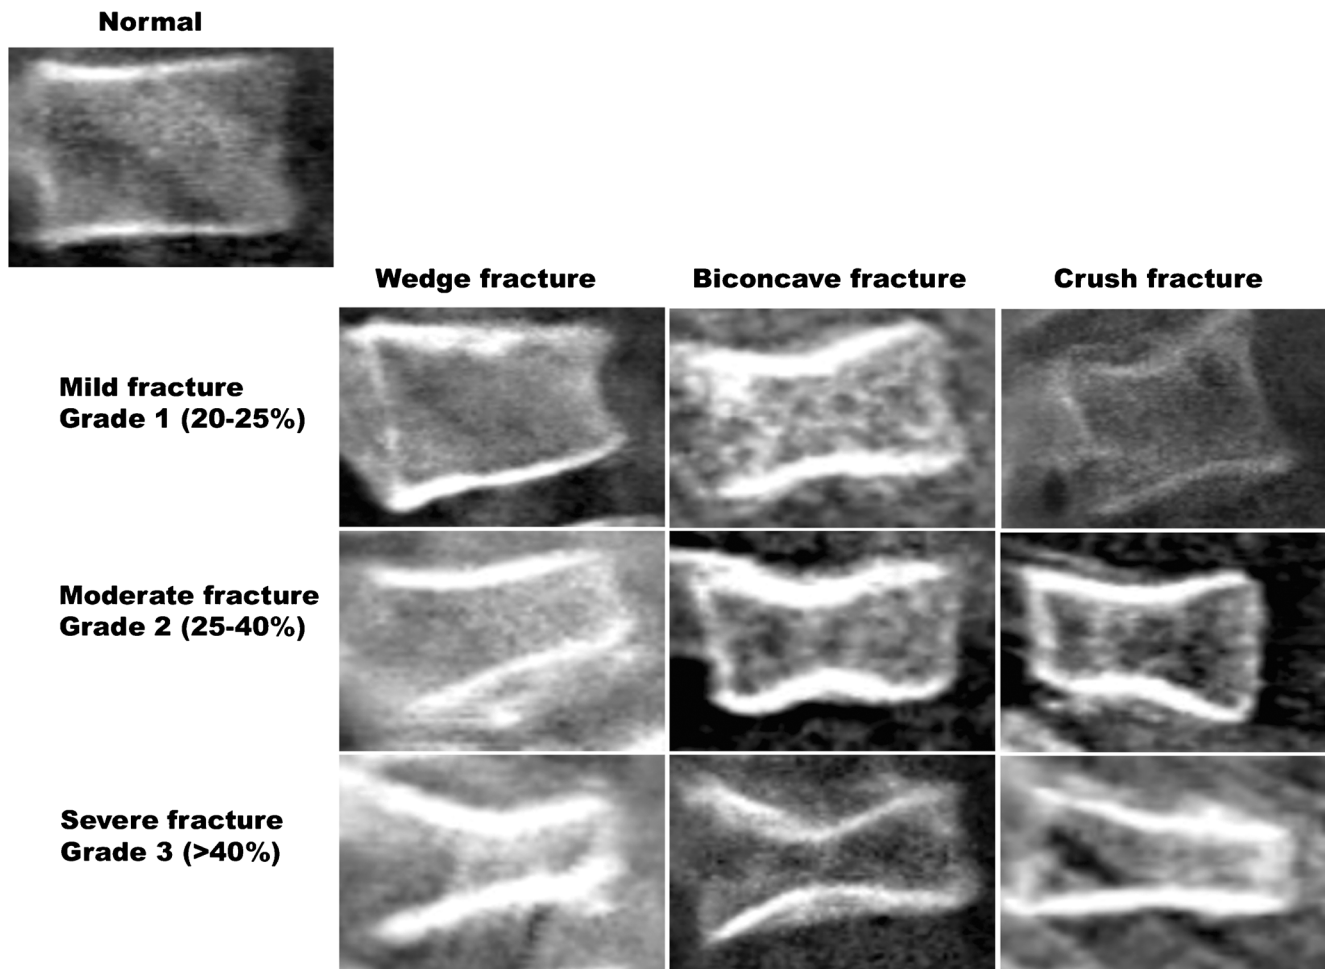 Normal
Wedge fracture
Biconcave fracture
Crush fracture
Mild fracture
Grade 1 (20-25%)
Moderate fracture
Grade 2 (25-40%)
Severe fracture
Grade 3 (>40%)